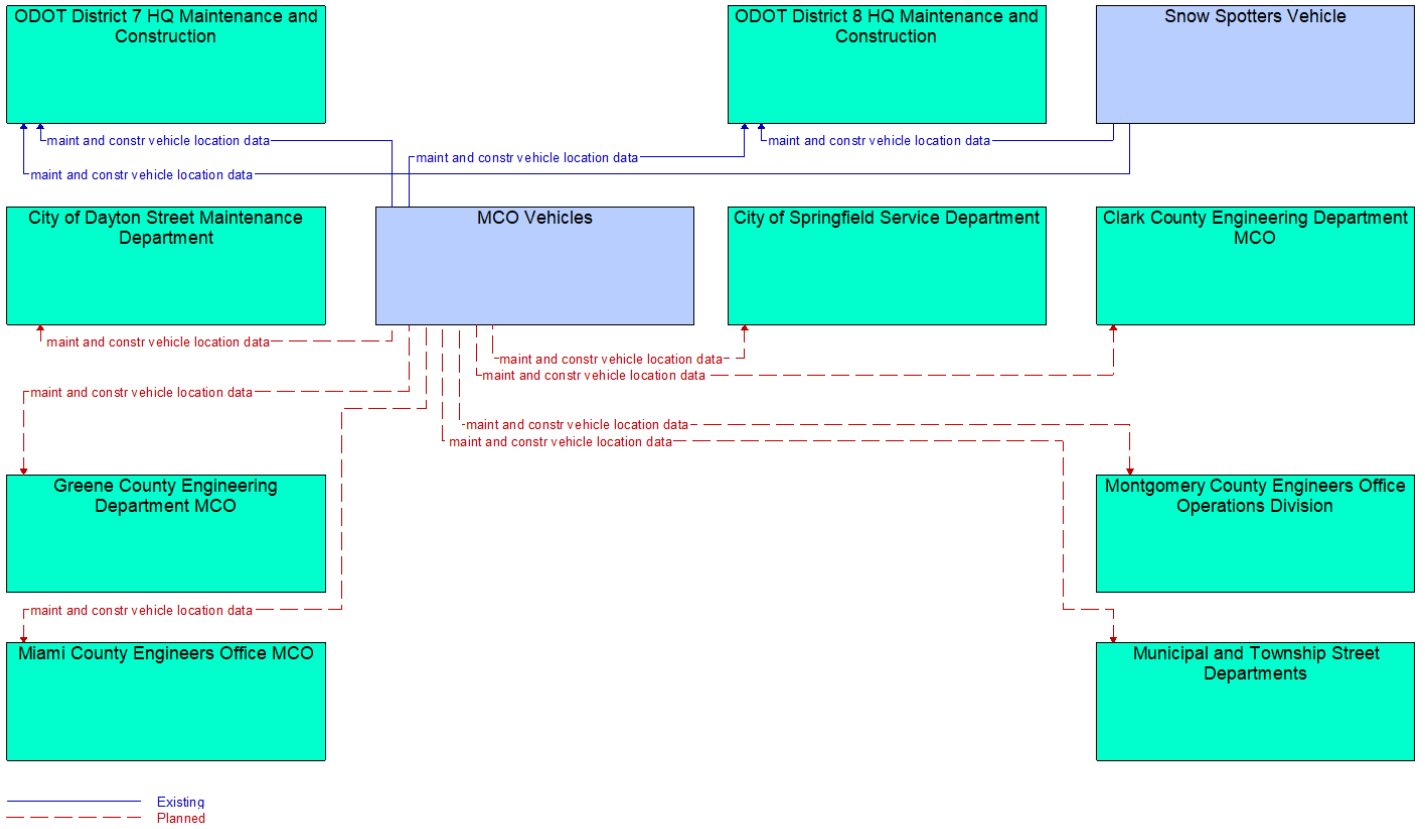 ODOT District 7 HQ Maintenance and
Construction
ODOT District 8 HQ Maintenance and
Construction
Snow Spotters Vehicle
maint and constr vehicle location data
maint and constr vehicle location data
maint and constr vehicle location data
maint and constr vehicle location data
City of Dayton Street Maintenance
Department
MCO Vehicles
City of Springfield Service Department
Clark County Engineering Department
MCO
maint and constr vehicle location data
maint and constr vehicle location data
maint and constr vehicle location data
maint and constr vehicle location data
maint and constr vehicle location data
maint and constr vehicle location data
Greene County Engineering
Department MCO
Montgomery County Engineers Office
Operations Division
maint and constr vehicle location data
Miami County Engineers Office MCO
Municipal and Township Street
Departments
Existing
Planned